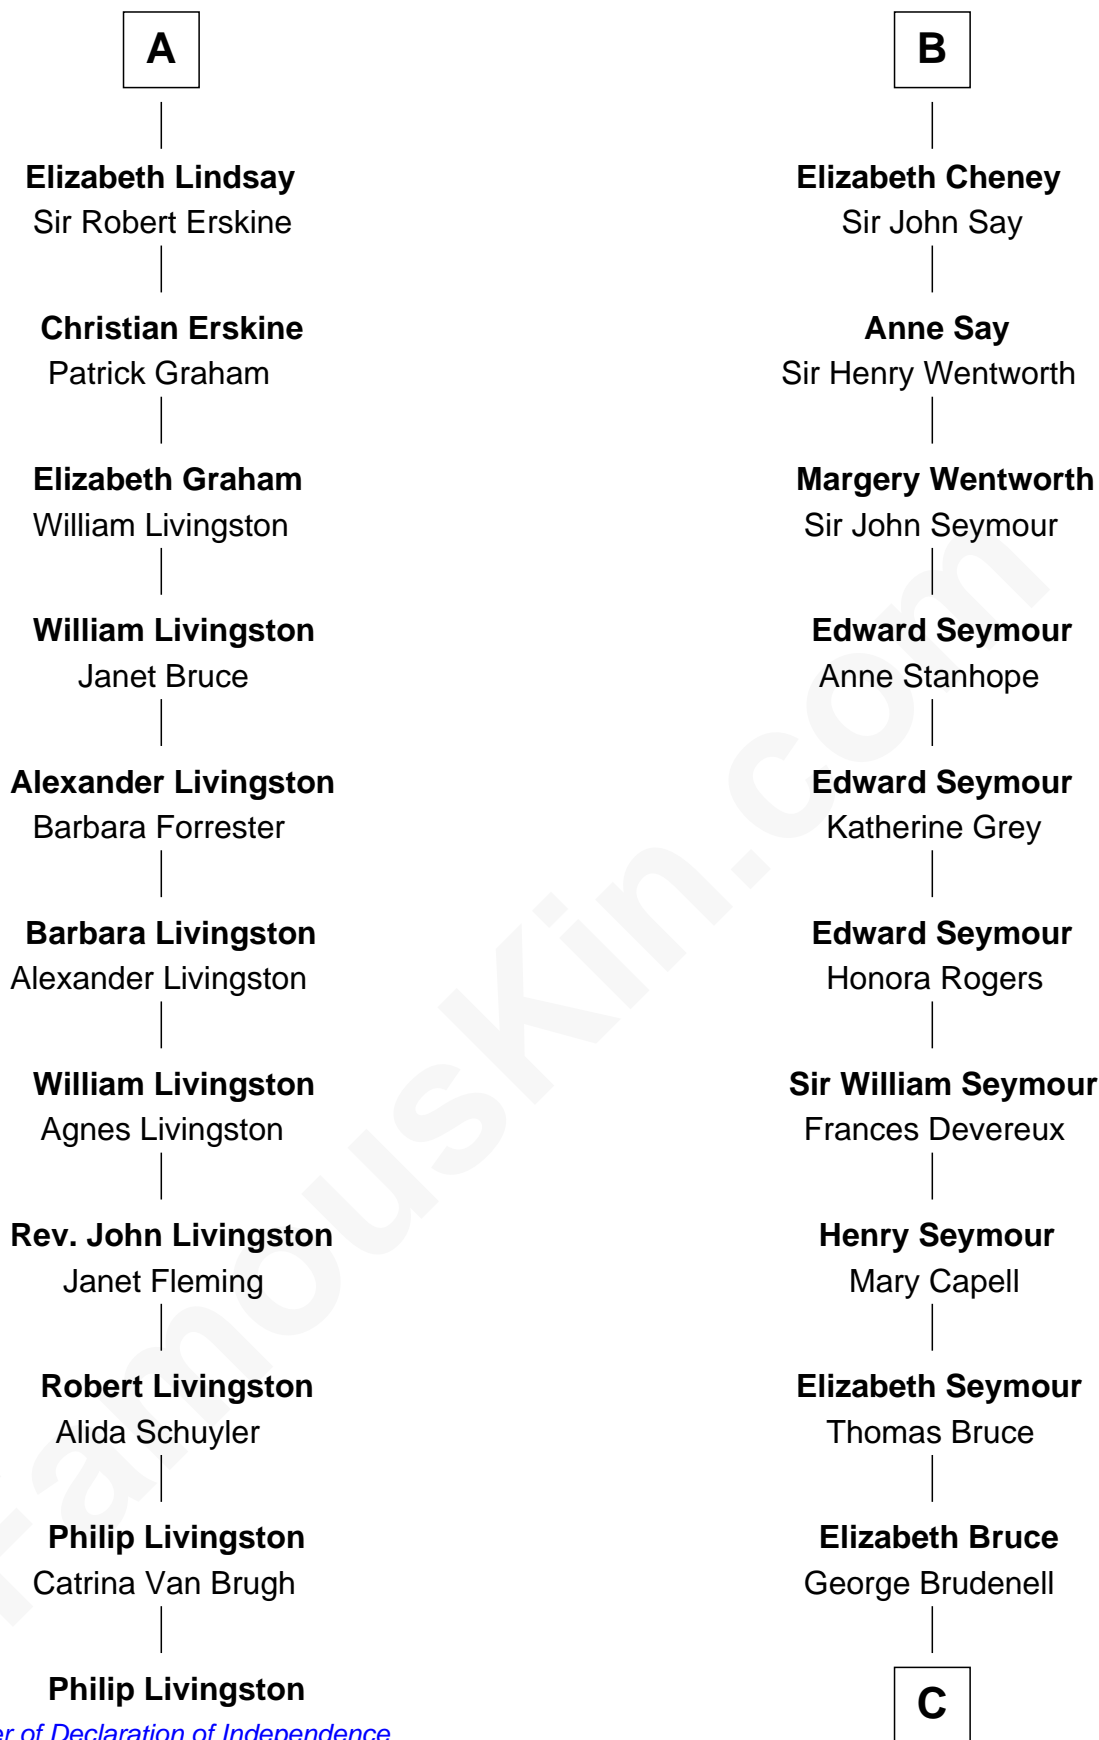 A
Elizabeth Lindsay
Sir Robert Erskine
Christian Erskine
Patrick Graham
Elizabeth Graham
William Livingston
William Livingston
Janet Bruce
Alexander Livingston
Barbara Forrester
Barbara Livingston
Alexander Livingston
William Livingston
Agnes Livingston
Rev. John Livingston
Janet Fleming
Robert Livingston
Alida Schuyler
Philip Livingston
Catrina Van Brugh
Philip Livingston
of Declaration of Independence
B
Elizabeth Cheney
Sir John Say
Anne Say
Sir Henry Wentworth
Margery Wentworth
Sir John Seymour
Edward Seymour
Anne Stanhope
Edward Seymour
Katherine Grey
Edward Seymour
Honora Rogers
Sir William Seymour
Frances Devereux
Henry Seymour
Mary Capell
Elizabeth Seymour
Thomas Bruce
Elizabeth Bruce
George Brudenell
C
FamousKin.com